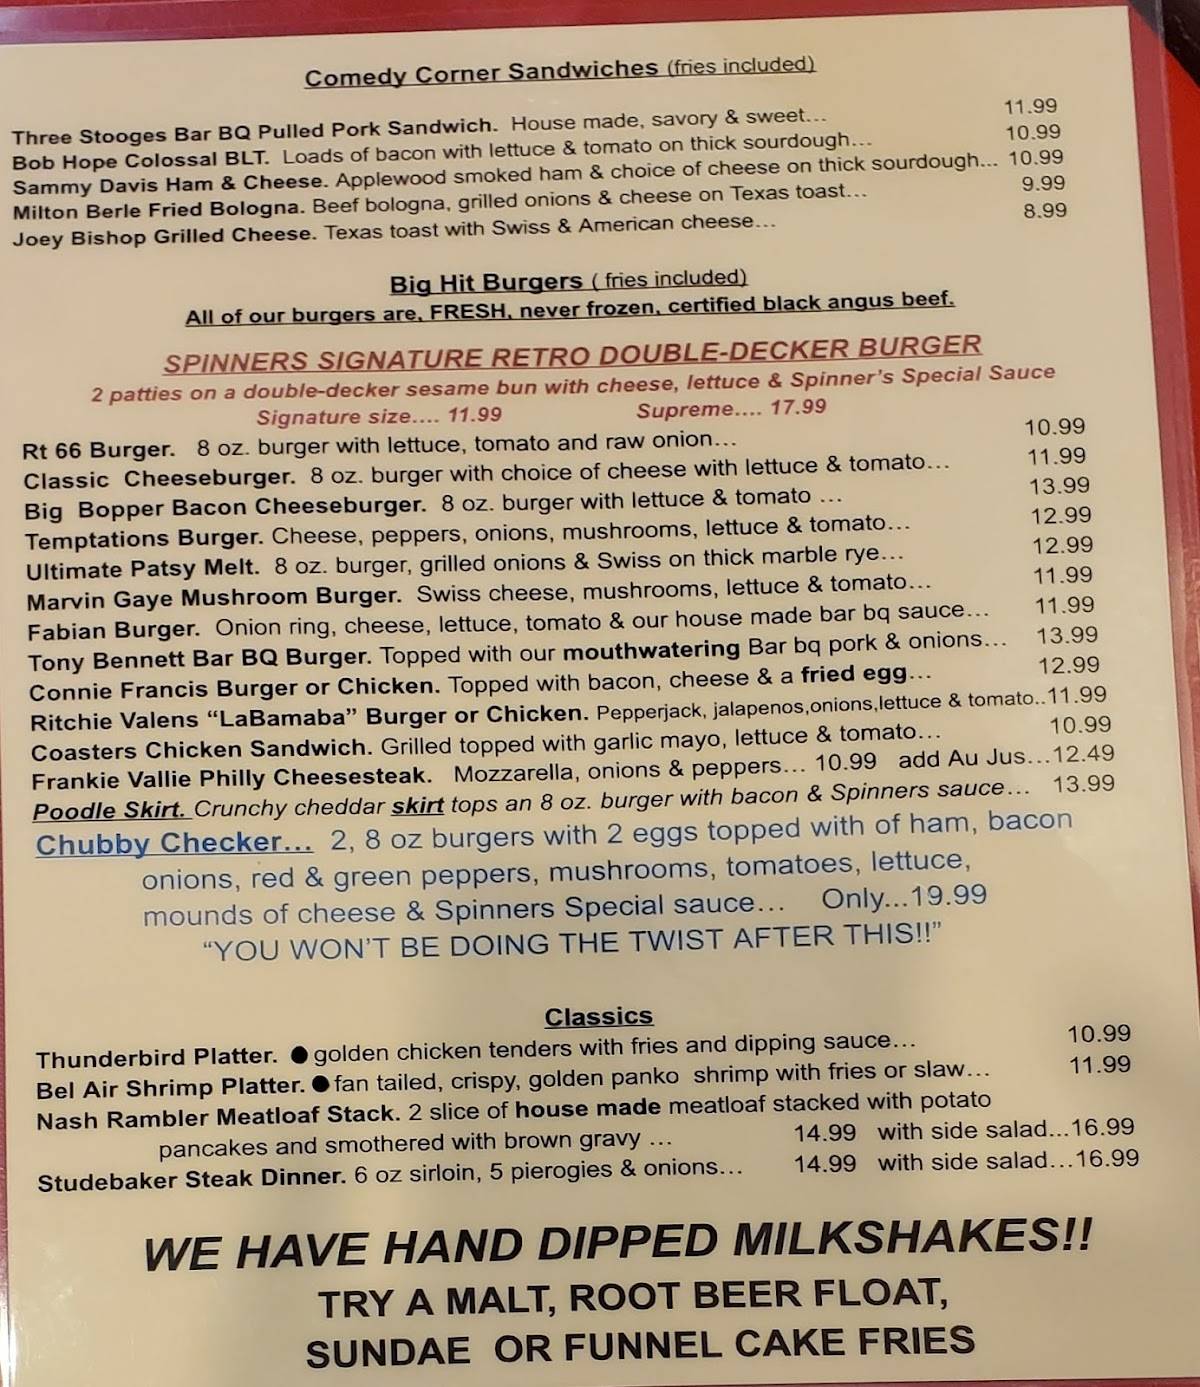 Comedy Corner Sandwiches (fries included)
Three Stooges Bar BQ Pulled Pork Sandwich. House made, savory & sweet... 11.99
Bob Hope Colossal BLT. Loads of bacon with lettuce & tomato on thick sourdough... 10.99
Sammy Davis Ham & Cheese. Applewood smoked ham & choice of cheese on thick sourdough... 10.99
Milton Berle Fried Bologna. Beef bologna, grilled onions & cheese on Texas toast... 9.99
Joey Bishop Grilled Cheese. Texas toast with Swiss & American cheese... 8.99
Big Hit Burgers ( fries included)
All of our burgers are, FRESH, never frozen, certified black angus beef.
SPINNERS SIGNATURE RETRO DOUBLE-DECKER BURGER
2 patties on a double-decker sesame bun with cheese, lettuce & Spinner's Special Sauce
Signature size.... 11.99 Supreme.... 17.99
Rt 66 Burger. 8 oz. burger with lettuce, tomato and raw onion... 10.99
Classic Cheeseburger. 8 oz. burger with choice of cheese with lettuce & tomato... 11.99
Big Bopper Bacon Cheeseburger. 8 oz. burger with lettuce & tomato ... 13.99
Temptations Burger. Cheese, peppers, onions, mushrooms, lettuce & tomato... 12.99
Ultimate Patsy Melt. 8 oz. burger, grilled onions & Swiss on thick marble rye... 12.99
Marvin Gaye Mushroom Burger. Swiss cheese, mushrooms, lettuce & tomato... 11.99
Fabian Burger. Onion ring, cheese, lettuce, tomato & our house made bar bq sauce... 11.99
Tony Bennett Bar BQ Burger. Topped with our mouthwatering Bar bq pork & onions... 13.99
Connie Francis Burger or Chicken. Topped with bacon, cheese & a fried egg... 12.99
Ritchie Valens “LaBamaba” Burger or Chicken. Pepperjack, jalapenos,onions,lettuce & tomato..11.99
Coasters Chicken Sandwich. Grilled topped with garlic mayo, lettuce & tomato... 10.99
Frankie Vallie Philly Cheesesteak. Mozzarella, onions & peppers... 10.99 add Au Jus...12.49
Poodle Skirt. Crunchy cheddar skirt tops an 8 oz. burger with bacon & Spinners sauce... 13.99
Chubby Checker... 2, 8 oz burgers with 2 eggs topped with of ham, bacon
onions, red & green peppers, mushrooms, tomatoes, lettuce,
mounds of cheese & Spinners Special sauce... Only...19.99
“YOU WON'T BE DOING THE TWIST AFTER THIS!!”
Classics
Thunderbird Platter. ● golden chicken tenders with fries and dipping sauce... 10.99
Bel Air Shrimp Platter. ● fan tailed, crispy, golden panko shrimp with fries or slaw... 11.99
Nash Rambler Meatloaf Stack. 2 slice of house made meatloaf stacked with potato
pancakes and smothered with brown gravy ... 14.99 with side salad...16.99
Studebaker Steak Dinner. 6 oz sirloin, 5 pierogies & onions... 14.99 with side salad...16.99
WE HAVE HAND DIPPED MILKSHAKES!!
TRY A MALT, ROOT BEER FLOAT,
SUNDAE OR FUNNEL CAKE FRIES